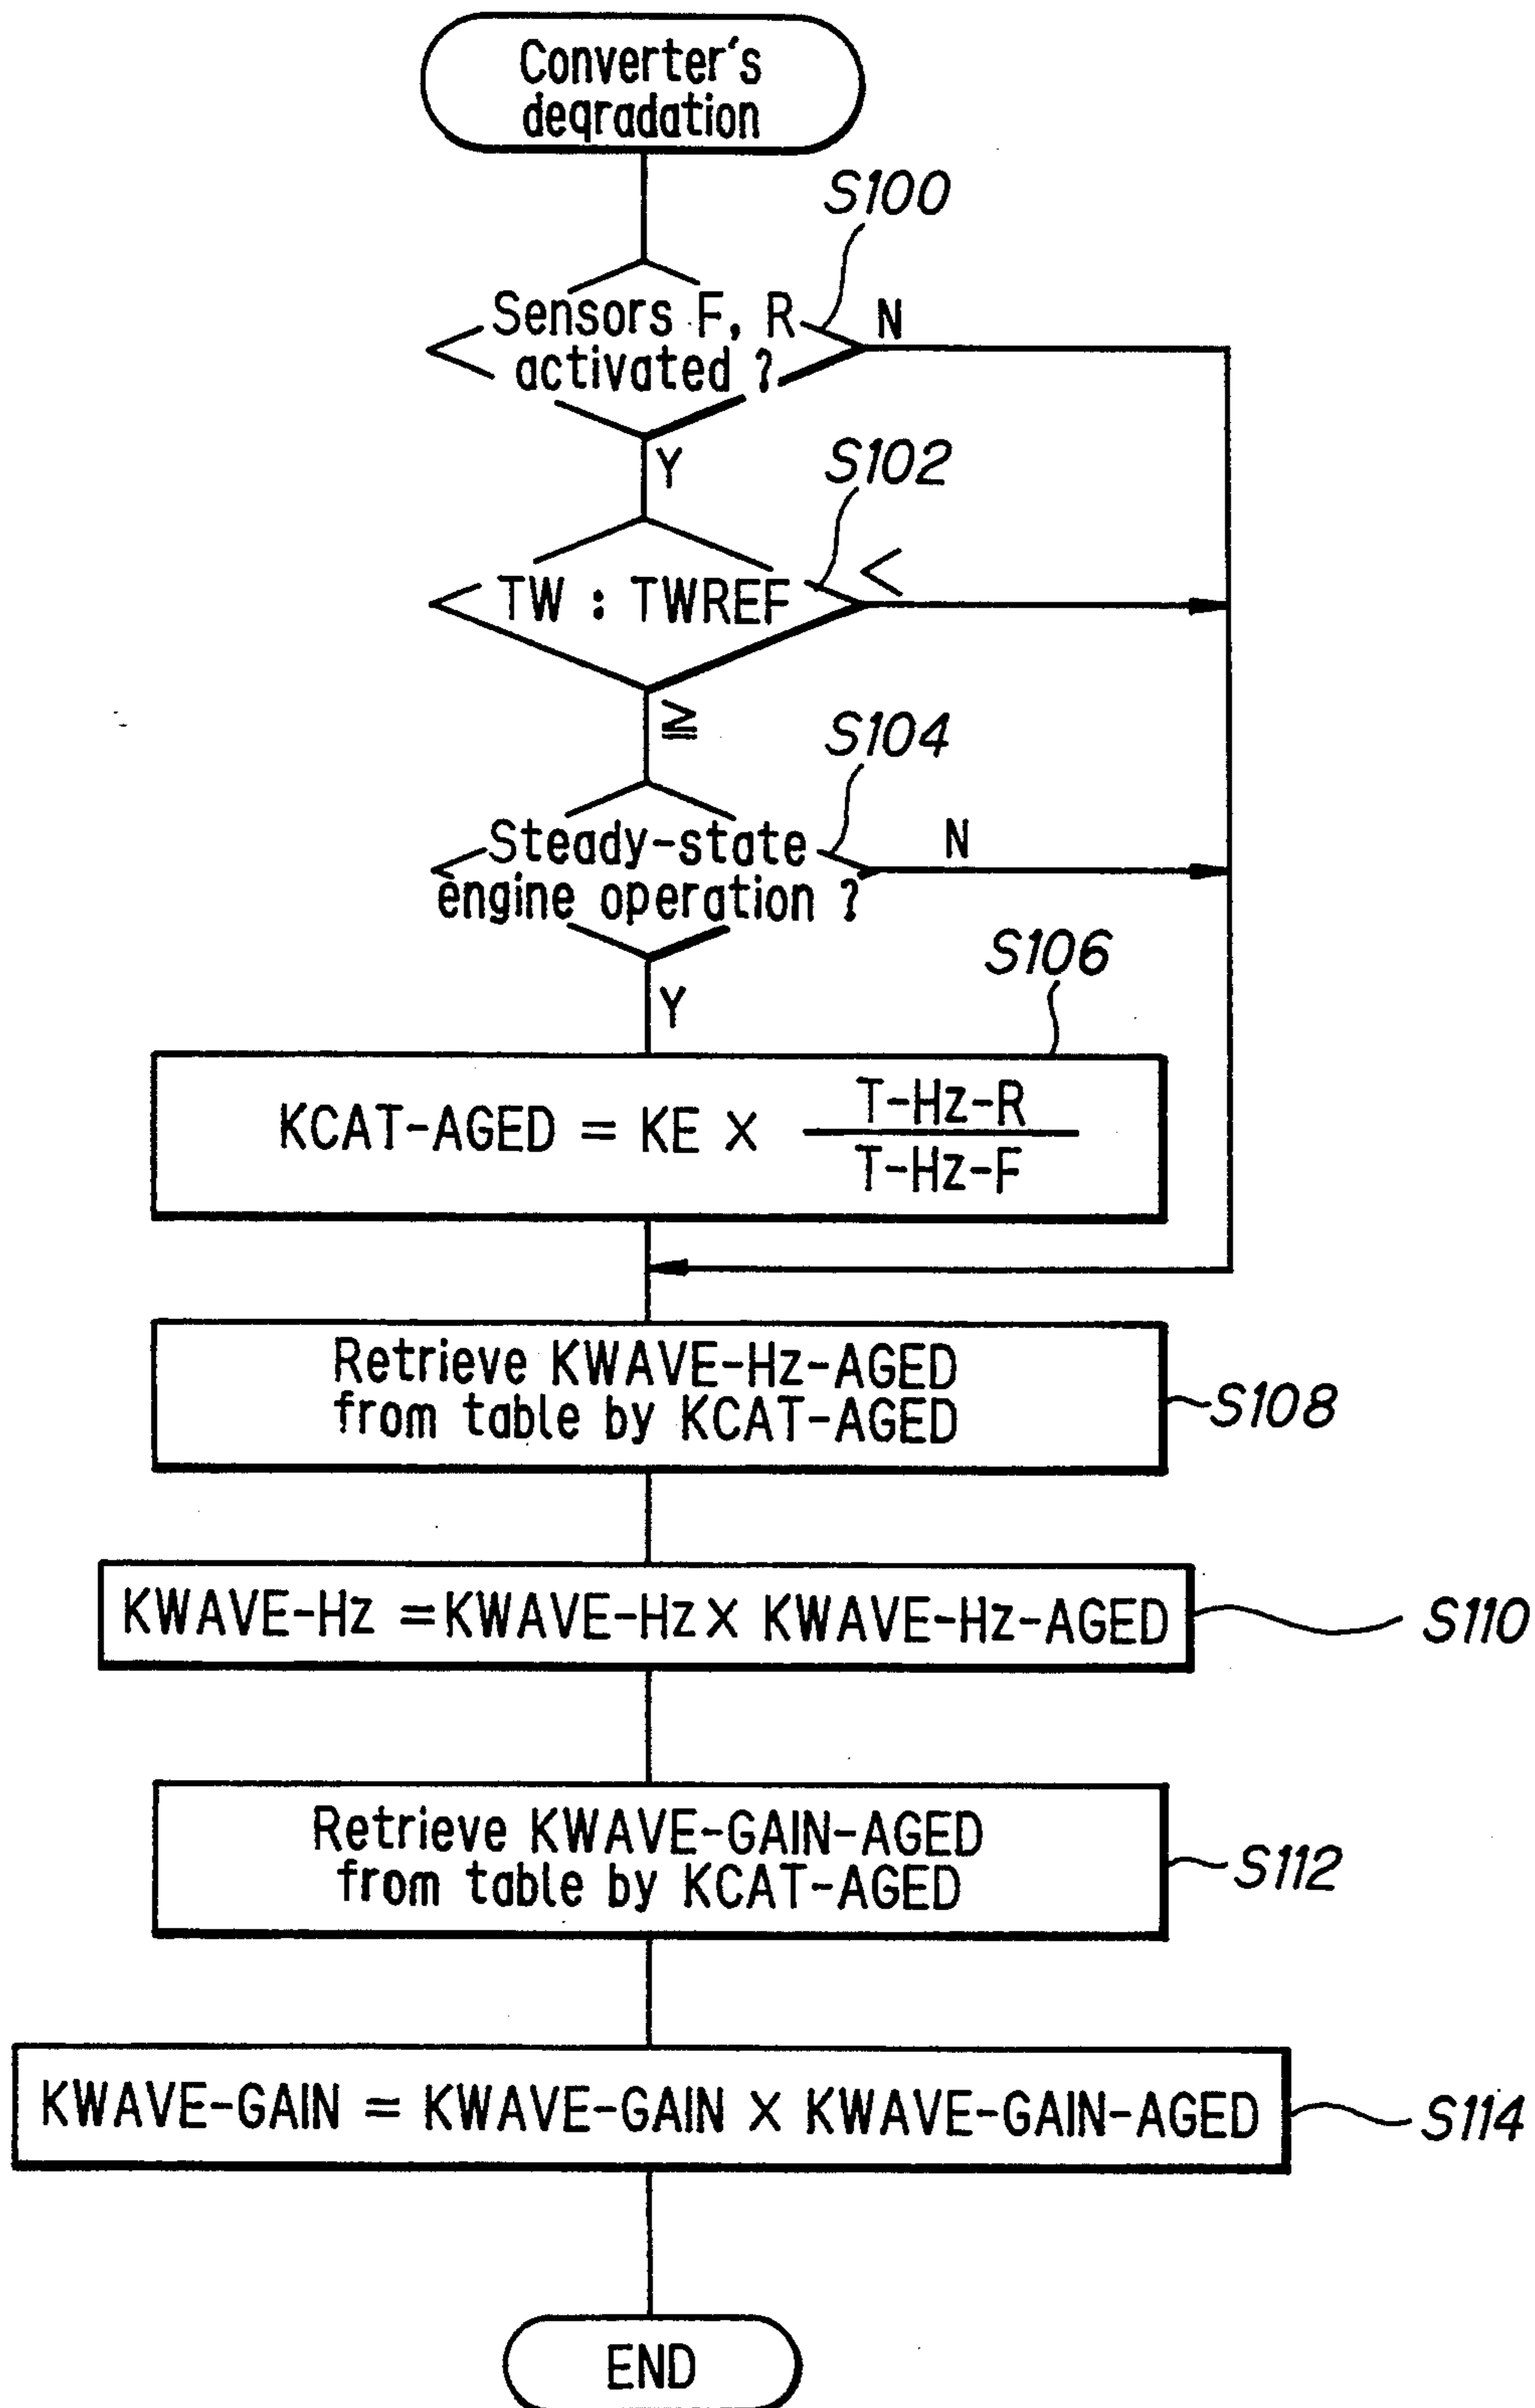 Converter's
deqradation
S100
Sensors F, R
activated ?
N
Y
S102
TW : TWREF
<
≧
S104
Steady-state
engine operation ?
N
Y
S106
KCAT-AGED = KE × T-Hz-R
T-Hz-F
Retrieve KWAVE-Hz-AGED
from table by KCAT-AGED
S108
KWAVE-Hz = KWAVE-Hz × KWAVE-Hz-AGED
S110
Retrieve KWAVE-GAIN-AGED
from table by KCAT-AGED
S112
KWAVE-GAIN = KWAVE-GAIN × KWAVE-GAIN-AGED
S114
END